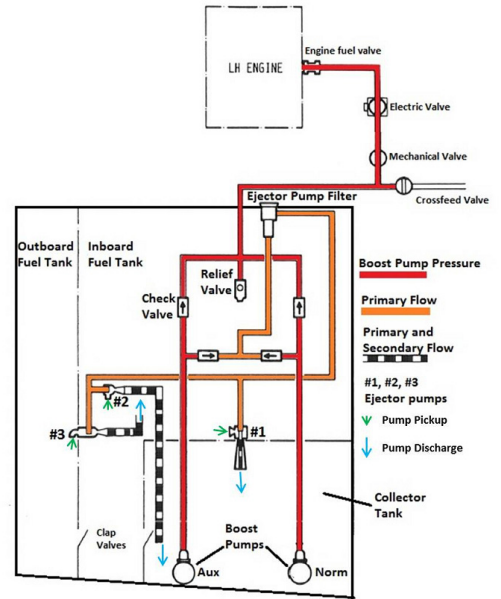 Engine fuel valve
LH ENGINE
Electric Valve
Mechanical Valve
Ejector Pump Filter
Crossfeed Valve
Outboard
Fuel Tank
Inboard
Fuel Tank
Relief
Valve
Check
Valve
Boost Pump Pressure
Primary Flow
Primary and
Secondary Flow
#1, #2, #3
Ejector pumps
Pump Pickup
Pump Discharge
#2
#3
#1
Collector
Tank
Clap
Valves
Boost
Pumps
Aux
Norm